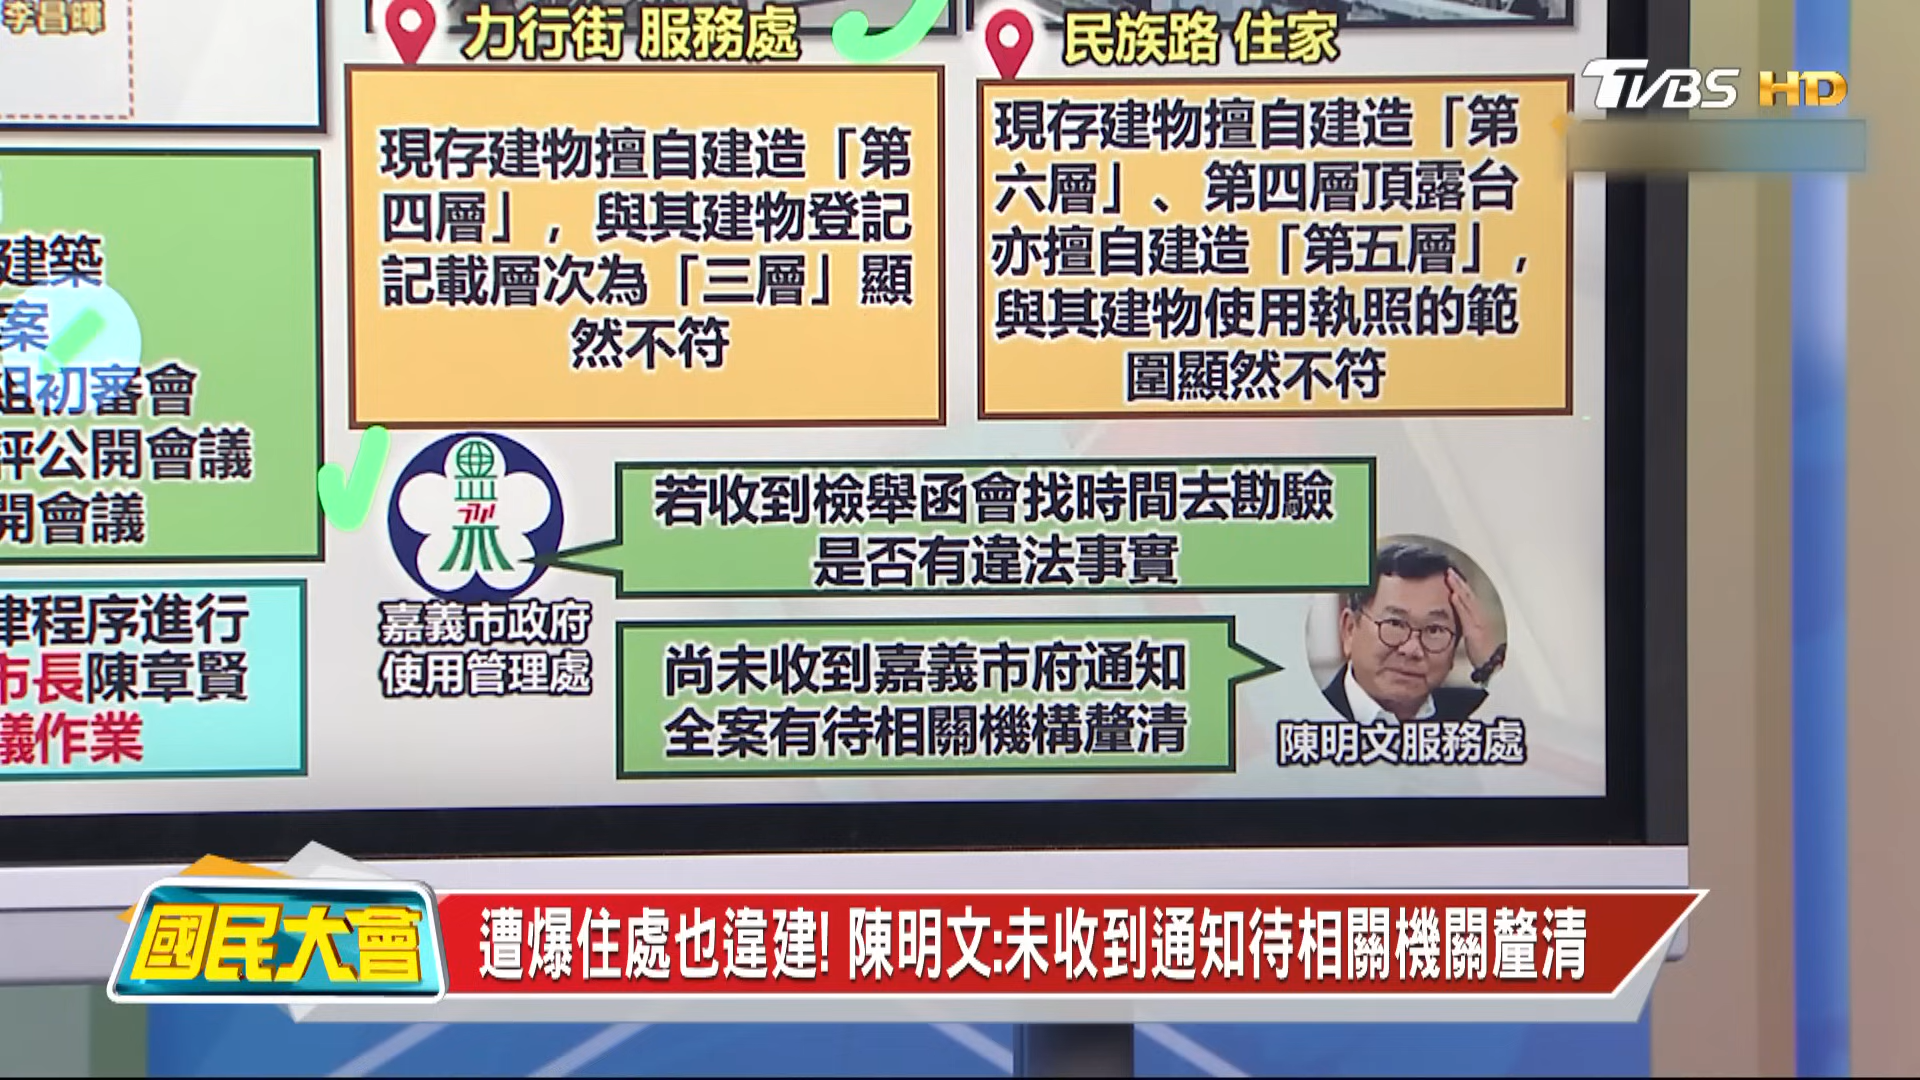 李昌暉
力行街 服務處
民族路 住家
TVBS HD
現存建物擅自建造「第
四層」，與其建物登記
記載層次為「三層」顯
然不符
現存建物擅自建造「第
六層」、第四層頂露台
亦擅自建造「第五層」,
與其建物使用執照的範
圍顯然不符
建築
案
組初審會
評公開會議
開會議
律程序進行
市長陳章賢
議作業
嘉義市政府
使用管理處
若收到檢舉函會找時間去勘驗
是否有違法事實
尚未收到嘉義市府通知
全案有待相關機構釐清
陳明文服務處
國民大會
遭爆住處也違建! 陳明文:未收到通知待相關機關釐清